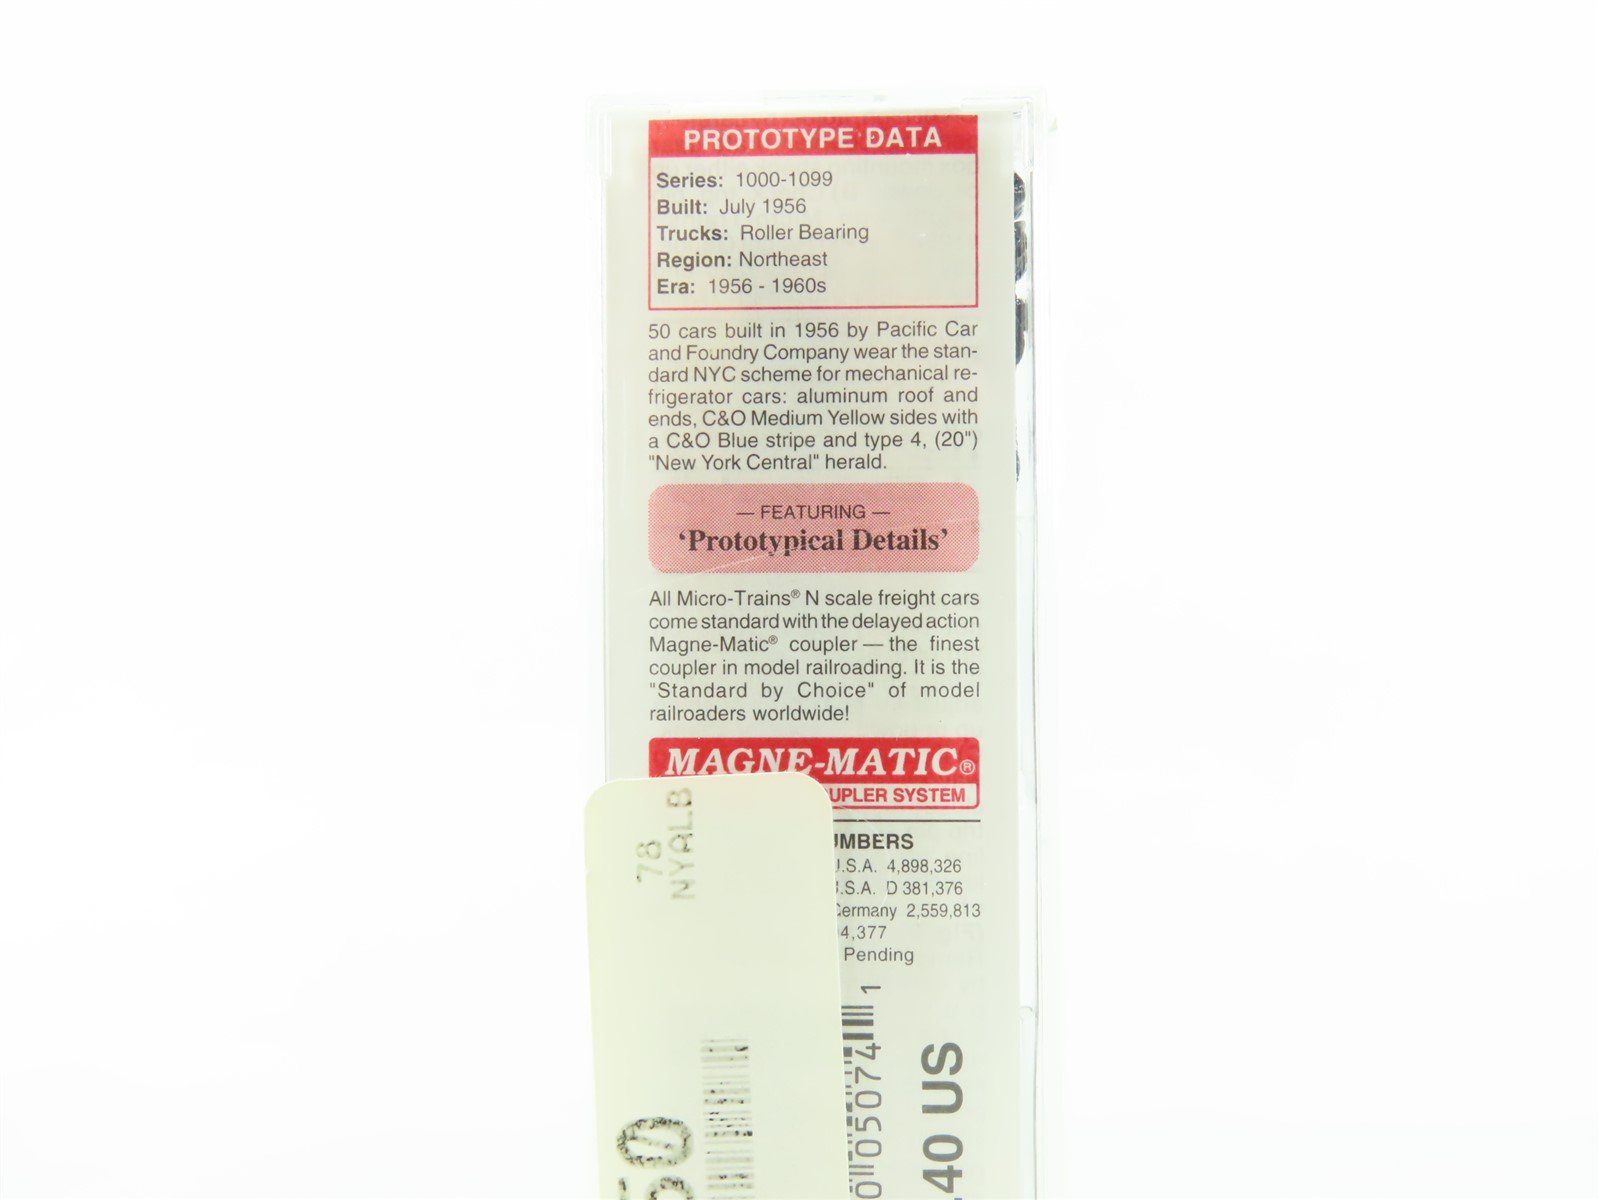 PROTOTYPE DATA
Series: 1000-1099
Built: July 1956
Trucks: Roller Bearing
Region: Northeast
Era: 1956 - 1960s
50 cars built in 1956 by Pacific Car
and Foundry Company wear the stan-
dard NYC scheme for mechanical re-
frigerator cars: aluminum roof and
ends, C&O Medium Yellow sides with
a C&O Blue stripe and type 4, (20")
"New York Central" herald.
— FEATURING —
‘Prototypical Details’
All Micro-Trains® N scale freight cars
come standard with the delayed action
Magne-Matic® coupler — the finest
coupler in model railroading. It is the
"Standard by Choice" of model
railroaders worldwide!
MAGNE-MATIC®
UPLER SYSTEM
MBERS
.S.A. 4,898,326
.S.A. D 381,376
Germany 2,559,813
4,377
Pending
78
NYALB
50
05074 1
.40 US